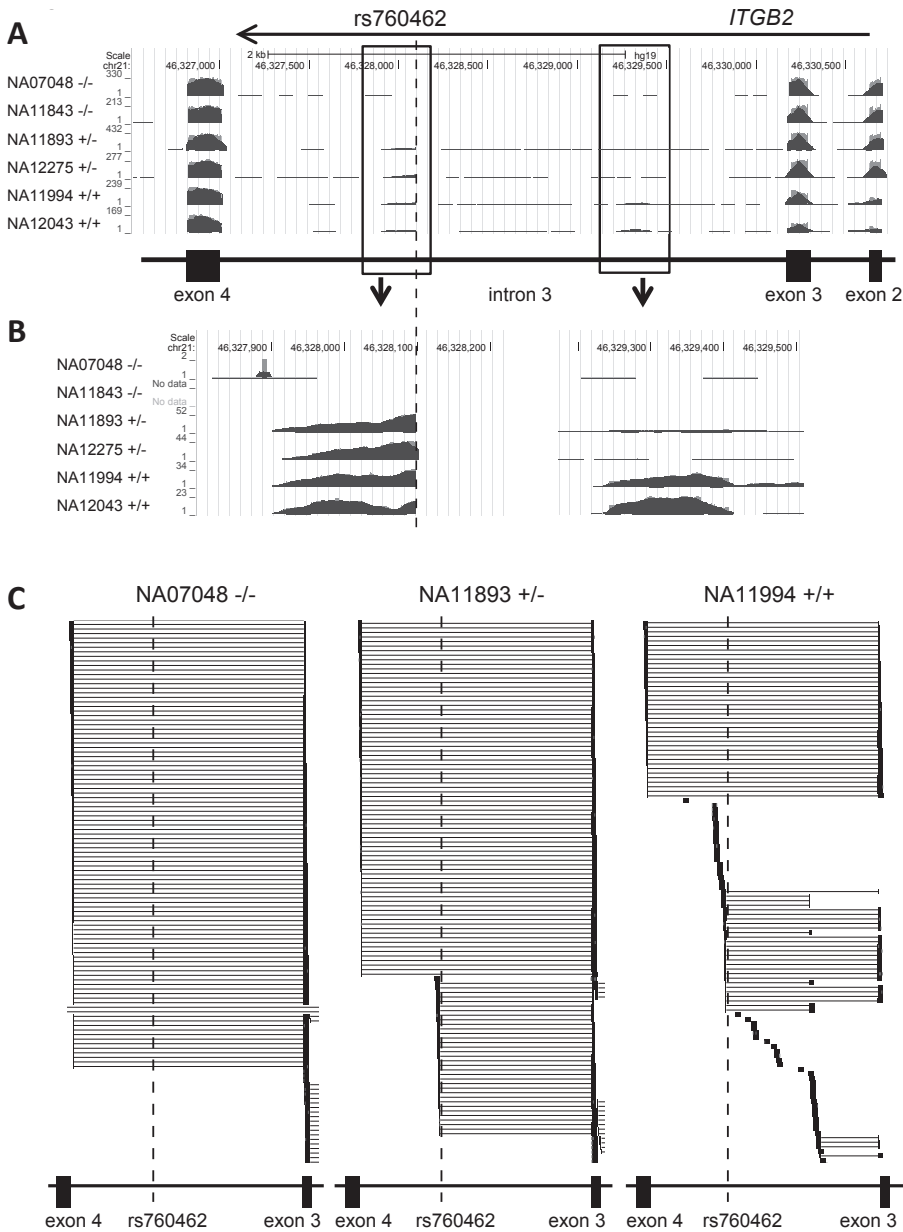 A
rs760462
ITGB2
Scale
2 kb
hg19
chr21:
46,327,000
46,327,500
46,328,000
46,328,500
46,329,000
46,329,500
46,330,000
46,330,500
330
NA07048 -/-
1
213
NA11843 -/-
1
432
NA11893 +/-
1
277
NA12275 +/-
1
239
NA11994 +/+
1
169
NA12043 +/+
1
exon 4
intron 3
exon 3
exon 2
B
Scale
chr21:
46,327,900
46,328,000
46,328,100
46,328,200
46,329,300
46,329,400
46,329,500
2
NA07048 -/-
1
No data
NA11843 -/-
No data
52
NA11893 +/-
1
44
NA12275 +/-
1
34
NA11994 +/+
1
23
NA12043 +/+
1
C
NA07048 -/-
NA11893 +/-
NA11994 +/+
exon 4
rs760462
exon 3
exon 4
rs760462
exon 3
exon 4
rs760462
exon 3